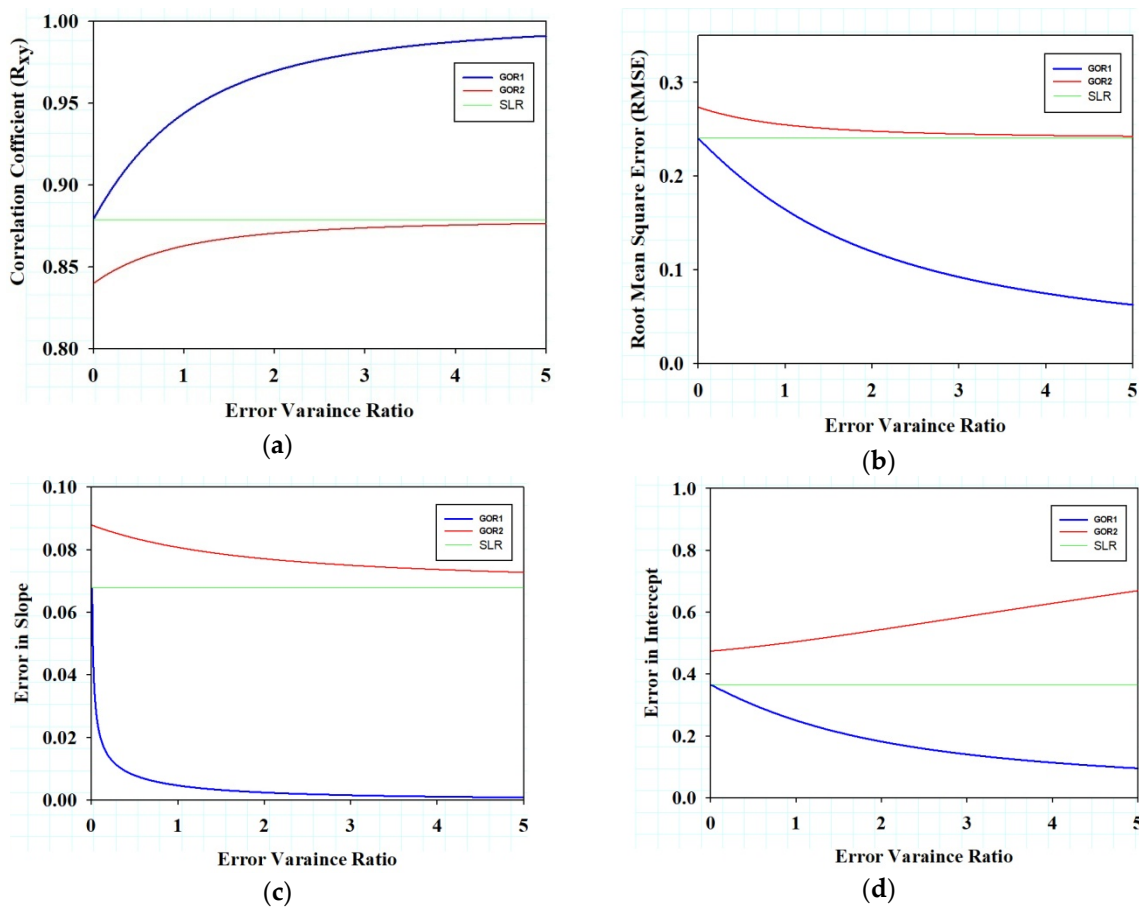 Correlation Cofficient (Rxy)
1.00
0.95
0.90
0.85
0.80
GOR1
GOR2
SLR
0 1 2 3 4 5
Error Varaince Ratio
(a)
Root Mean Square Error (RMSE)
0.3
0.2
0.1
0.0
GOR1
GOR2
SLR
0 1 2 3 4 5
Error Varaince Ratio
(b)
Error in Slope
0.10
0.08
0.06
0.04
0.02
0.00
GOR1
GOR2
SLR
0 1 2 3 4 5
Error Varaince Ratio
(c)
Error in Intercept
1.0
0.8
0.6
0.4
0.2
0.0
GOR1
GOR2
SLR
0 1 2 3 4 5
Error Varaince Ratio
(d)